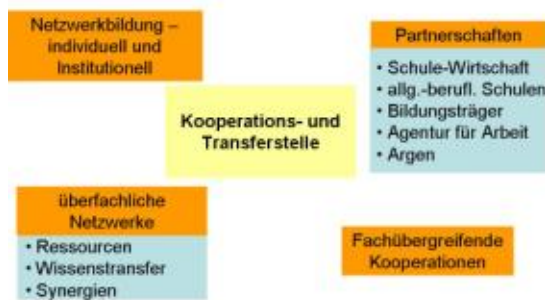 Netzwerkbildung –
individuell und
Institutionell
Partnerschaften
• Schule-Wirtschaft
• allg.-berufl. Schulen
• Bildungsträger
• Agentur für Arbeit
• Argen
Kooperations- und
Transferstelle
überfachliche
Netzwerke
• Ressourcen
• Wissenstransfer
• Synergien
Fachübergreifende
Kooperationen